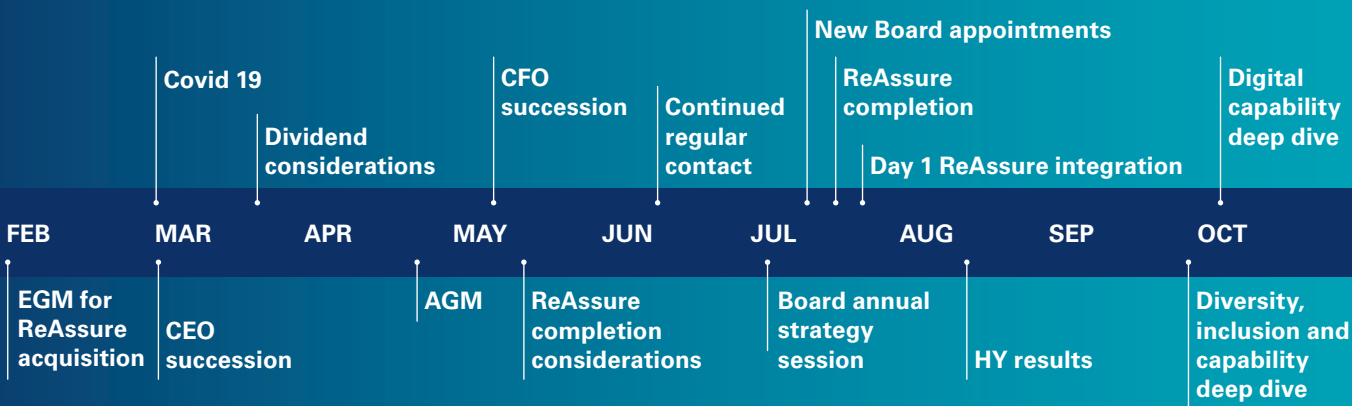 New Board appointments
Covid 19
CFO
succession
ReAssure
completion
Digital
capability
deep dive
Dividend
considerations
Continued
regular
contact
Day 1 ReAssure integration
FEB
MAR
APR
MAY
JUN
JUL
AUG
SEP
OCT
EGM for
ReAssure
acquisition
CEO
succession
AGM
ReAssure
completion
considerations
Board annual
strategy
session
HY results
Diversity,
inclusion and
capability
deep dive